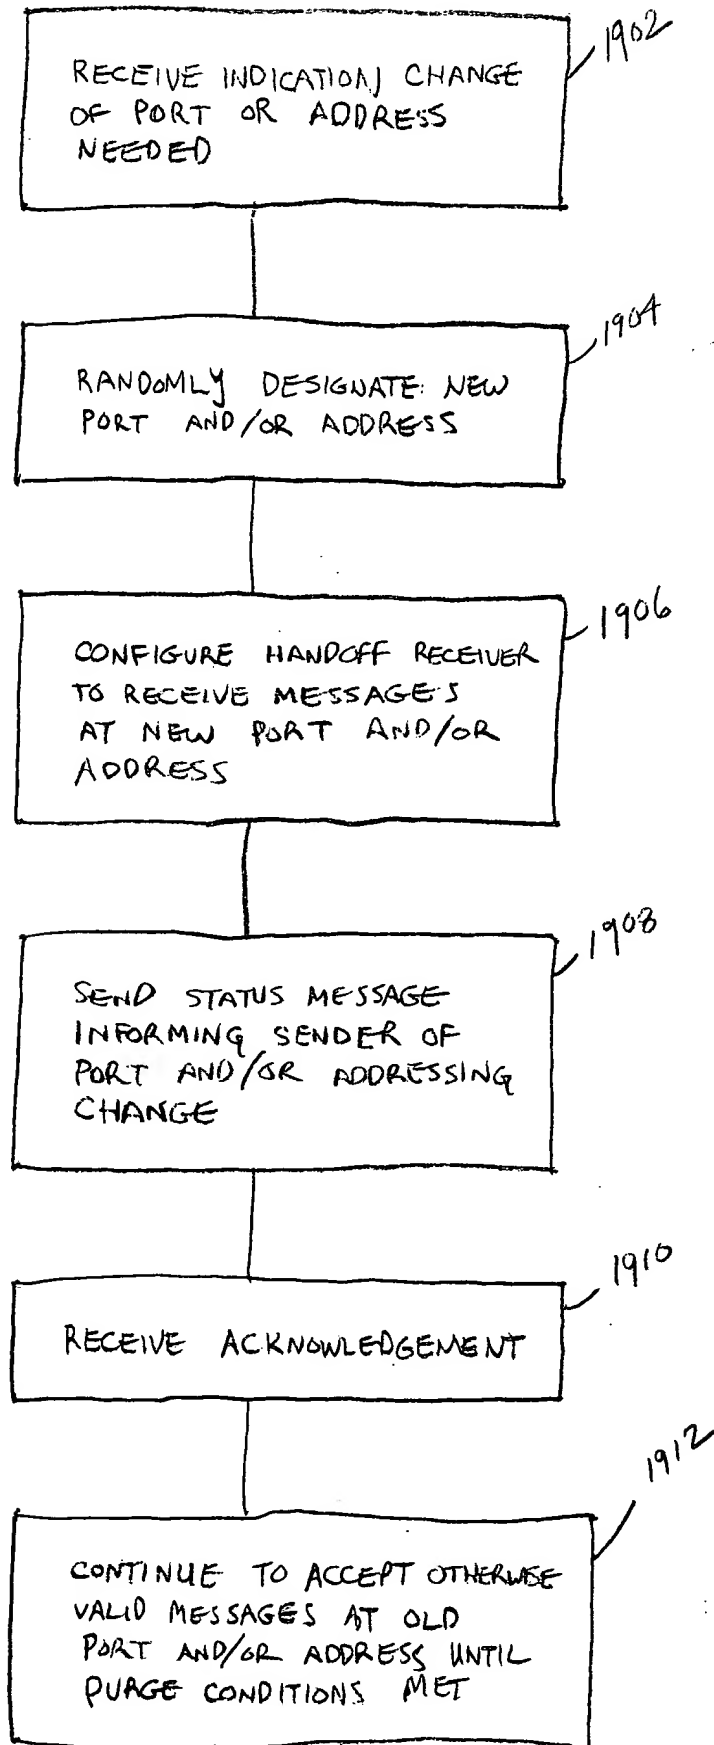 1902
RECEIVE INDICATION CHANGE
OF PORT OR ADDRESS
NEEDED
1904
RANDOMLY DESIGNATE NEW
PORT AND/OR ADDRESS
1906
CONFIGURE HANDOFF RECEIVER
TO RECEIVE MESSAGES
AT NEW PORT AND/OR
ADDRESS
1908
SEND STATUS MESSAGE
INFORMING SENDER OF
PORT AND/OR ADDRESSING
CHANGE
1910
RECEIVE ACKNOWLEDGEMENT
1912
CONTINUE TO ACCEPT OTHERWISE
VALID MESSAGES AT OLD
PORT AND/OR ADDRESS UNTIL
PURGE CONDITIONS MET